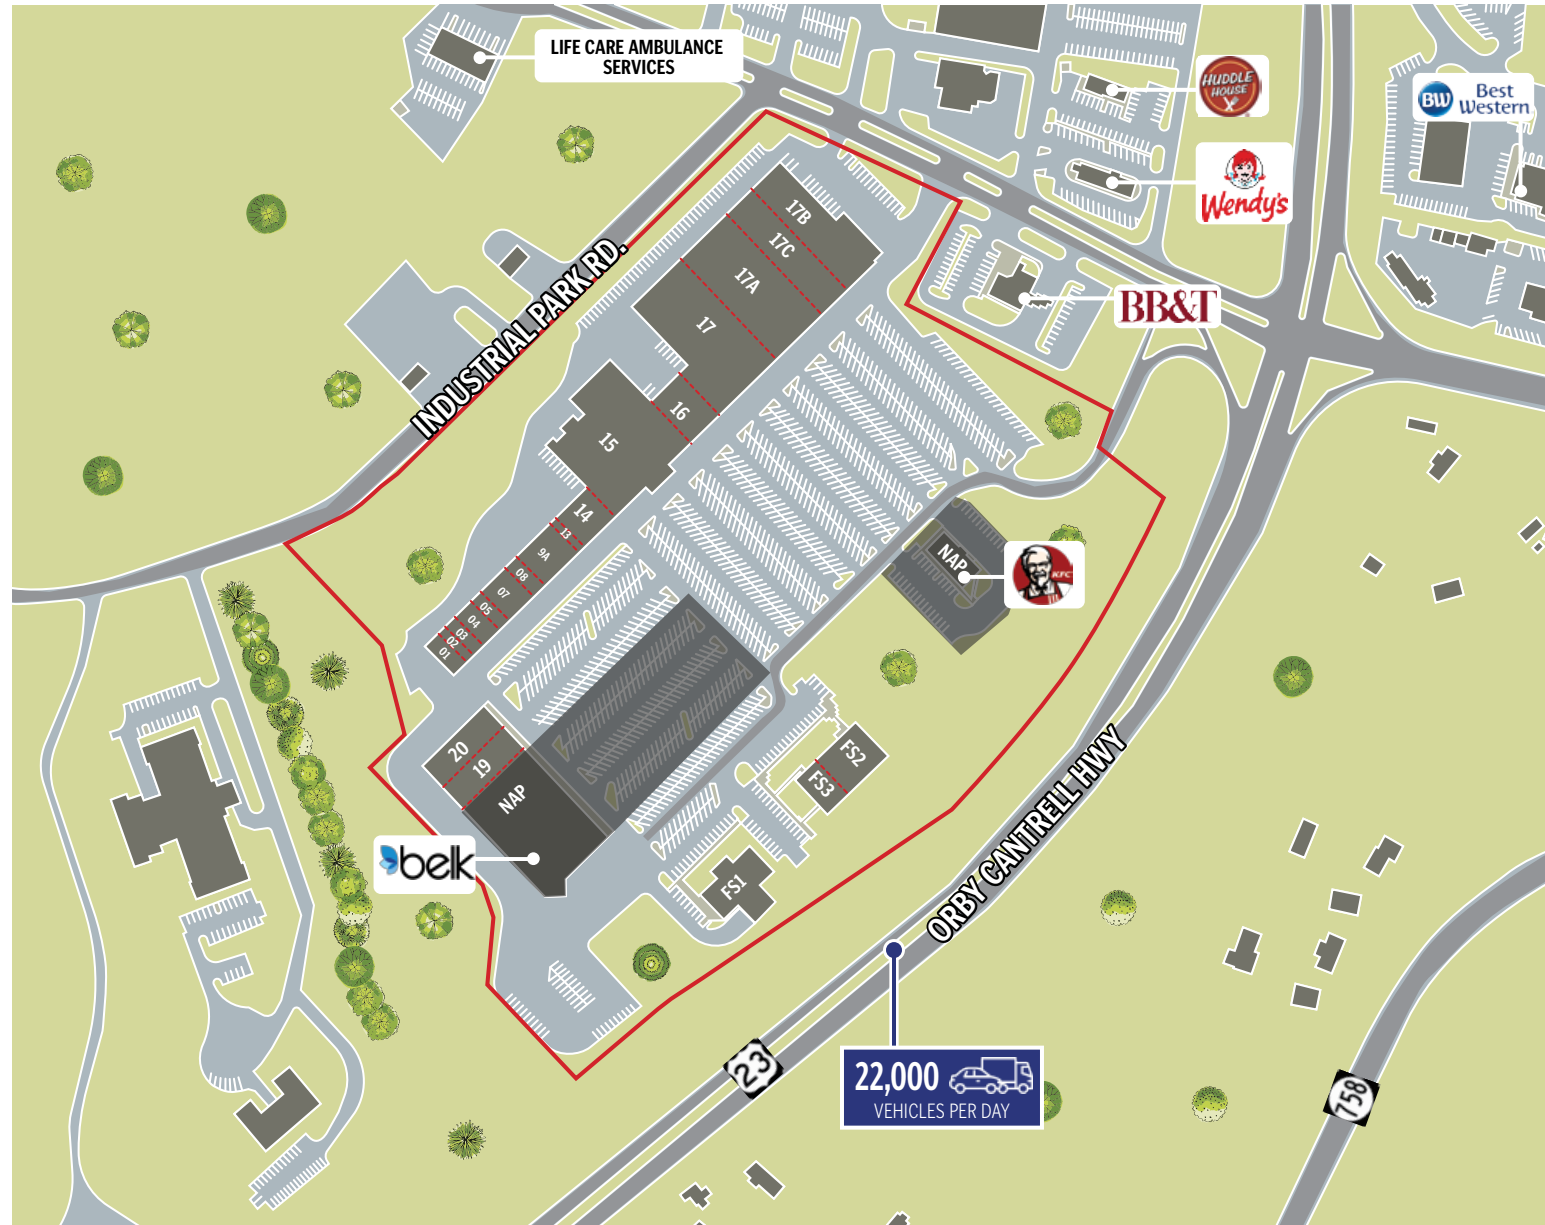 LIFE CARE AMBULANCE
SERVICES
HUDDLE
HOUSE
BW
Best
Western
Wendy's
BB&T
INDUSTRIAL PARK RD.
17B
17C
17A
17
16
15
14
13
9A
08
07
05
04
03
02
01
NAP
KFC
20
19
NAP
belk
FS2
FS3
FS1
ORBY CANTRELL HWY
23
22,000
VEHICLES PER DAY
758